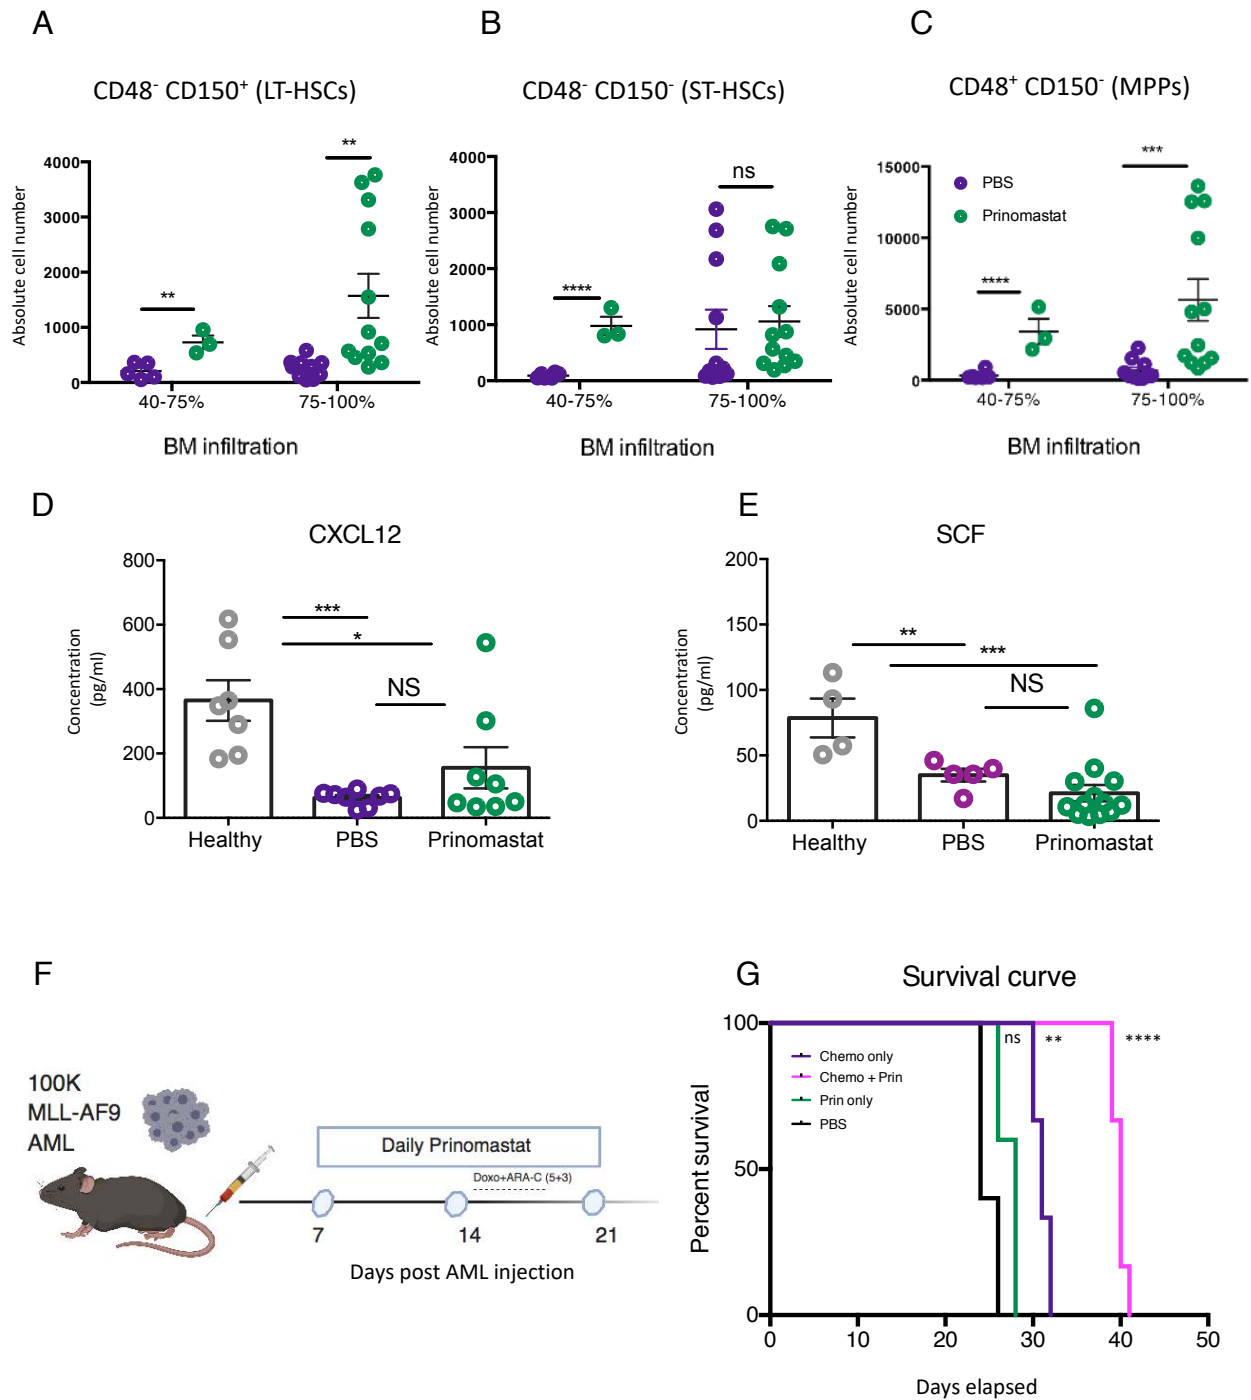 A
B
C
CD48⁻ CD150⁺ (LT-HSCs)
CD48⁻ CD150⁻ (ST-HSCs)
CD48⁺ CD150⁻ (MPPs)
Absolute cell number
4000
3000
2000
1000
0
**
**
40-75%
75-100%
BM infiltration
Absolute cell number
4000
3000
2000
1000
0
****
ns
40-75%
75-100%
BM infiltration
Absolute cell number
15000
10000
5000
0
PBS
Prinomastat
****
***
40-75%
75-100%
BM infiltration
D
CXCL12
Concentration
(pg/ml)
800
600
400
200
0
***
*
NS
Healthy
PBS
Prinomastat
E
SCF
Concentration
(pg/ml)
200
150
100
50
0
**
***
NS
Healthy
PBS
Prinomastat
F
100K
MLL-AF9
AML
Daily Prinomastat
Doxo+ARA-C (5+3)
7
14
21
Days post AML injection
G
Survival curve
Percent survival
100
50
0
Chemo only
Chemo + Prin
Prin only
PBS
ns
**
****
0
10
20
30
40
50
Days elapsed